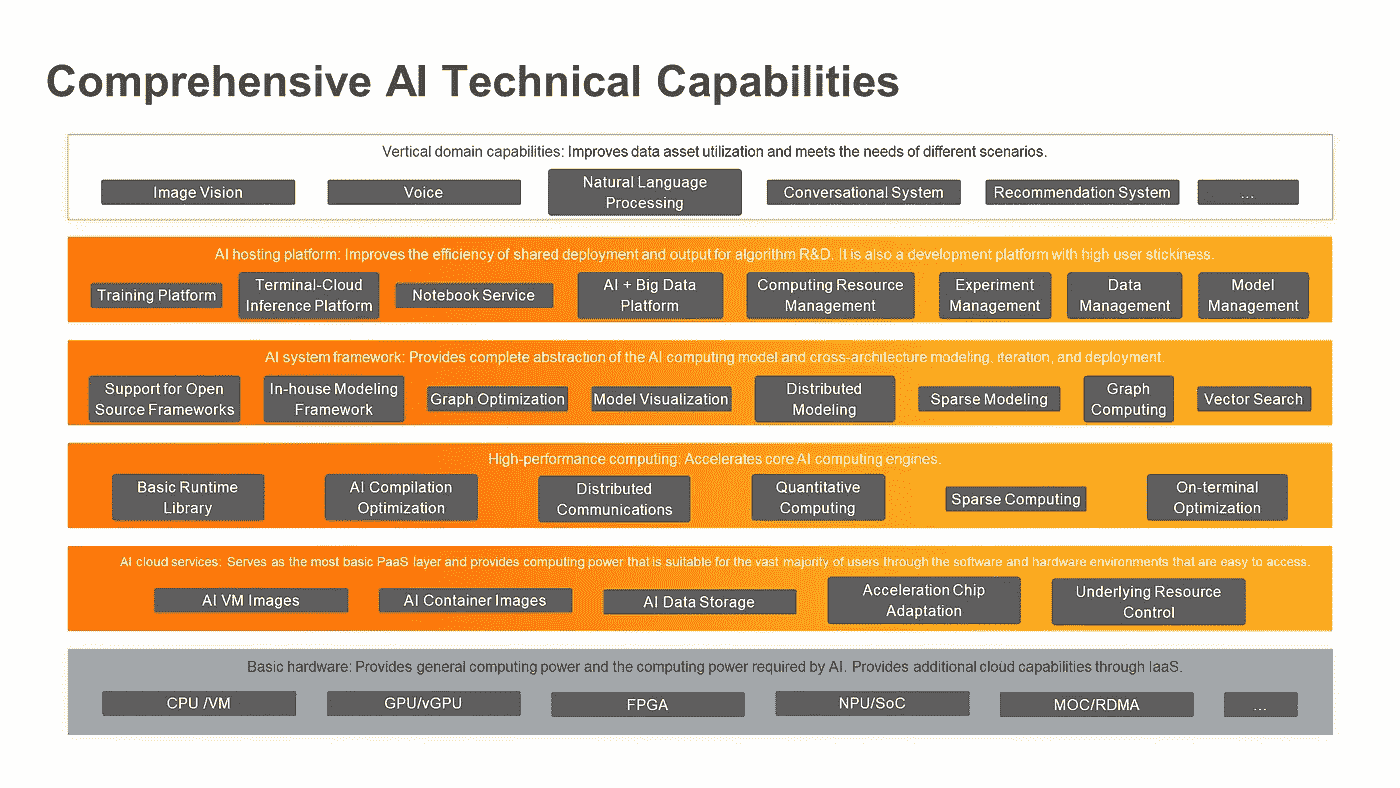 Comprehensive AI Technical Capabilities
Vertical domain capabilities: Improves data asset utilization and meets the needs of different scenarios.
Image Vision
Voice
Natural Language
Processing
Conversational System
Recommendation System
...
AI hosting platform: Improves the efficiency of shared deployment and output for algorithm R&D. It is also a development platform with high user stickiness.
Training Platform
Terminal-Cloud
Inference Platform
Notebook Service
AI + Big Data
Platform
Computing Resource
Management
Experiment
Management
Data
Management
Model
Management
AI system framework: Provides complete abstraction of the AI computing model and cross-architecture modeling, iteration, and deployment.
Support for Open
Source Frameworks
In-house Modeling
Framework
Graph Optimization
Model Visualization
Distributed
Modeling
Sparse Modeling
Graph
Computing
Vector Search
High-performance computing: Accelerates core AI computing engines.
Basic Runtime
Library
AI Compilation
Optimization
Distributed
Communications
Quantitative
Computing
Sparse Computing
On-terminal
Optimization
AI cloud services: Serves as the most basic PaaS layer and provides computing power that is suitable for the vast majority of users through the software and hardware environments that are easy to access.
AI VM Images
AI Container Images
AI Data Storage
Acceleration Chip
Adaptation
Underlying Resource
Control
Basic hardware: Provides general computing power and the computing power required by AI. Provides additional cloud capabilities through IaaS.
CPU /VM
GPU/vGPU
FPGA
NPU/SoC
MOC/RDMA
...